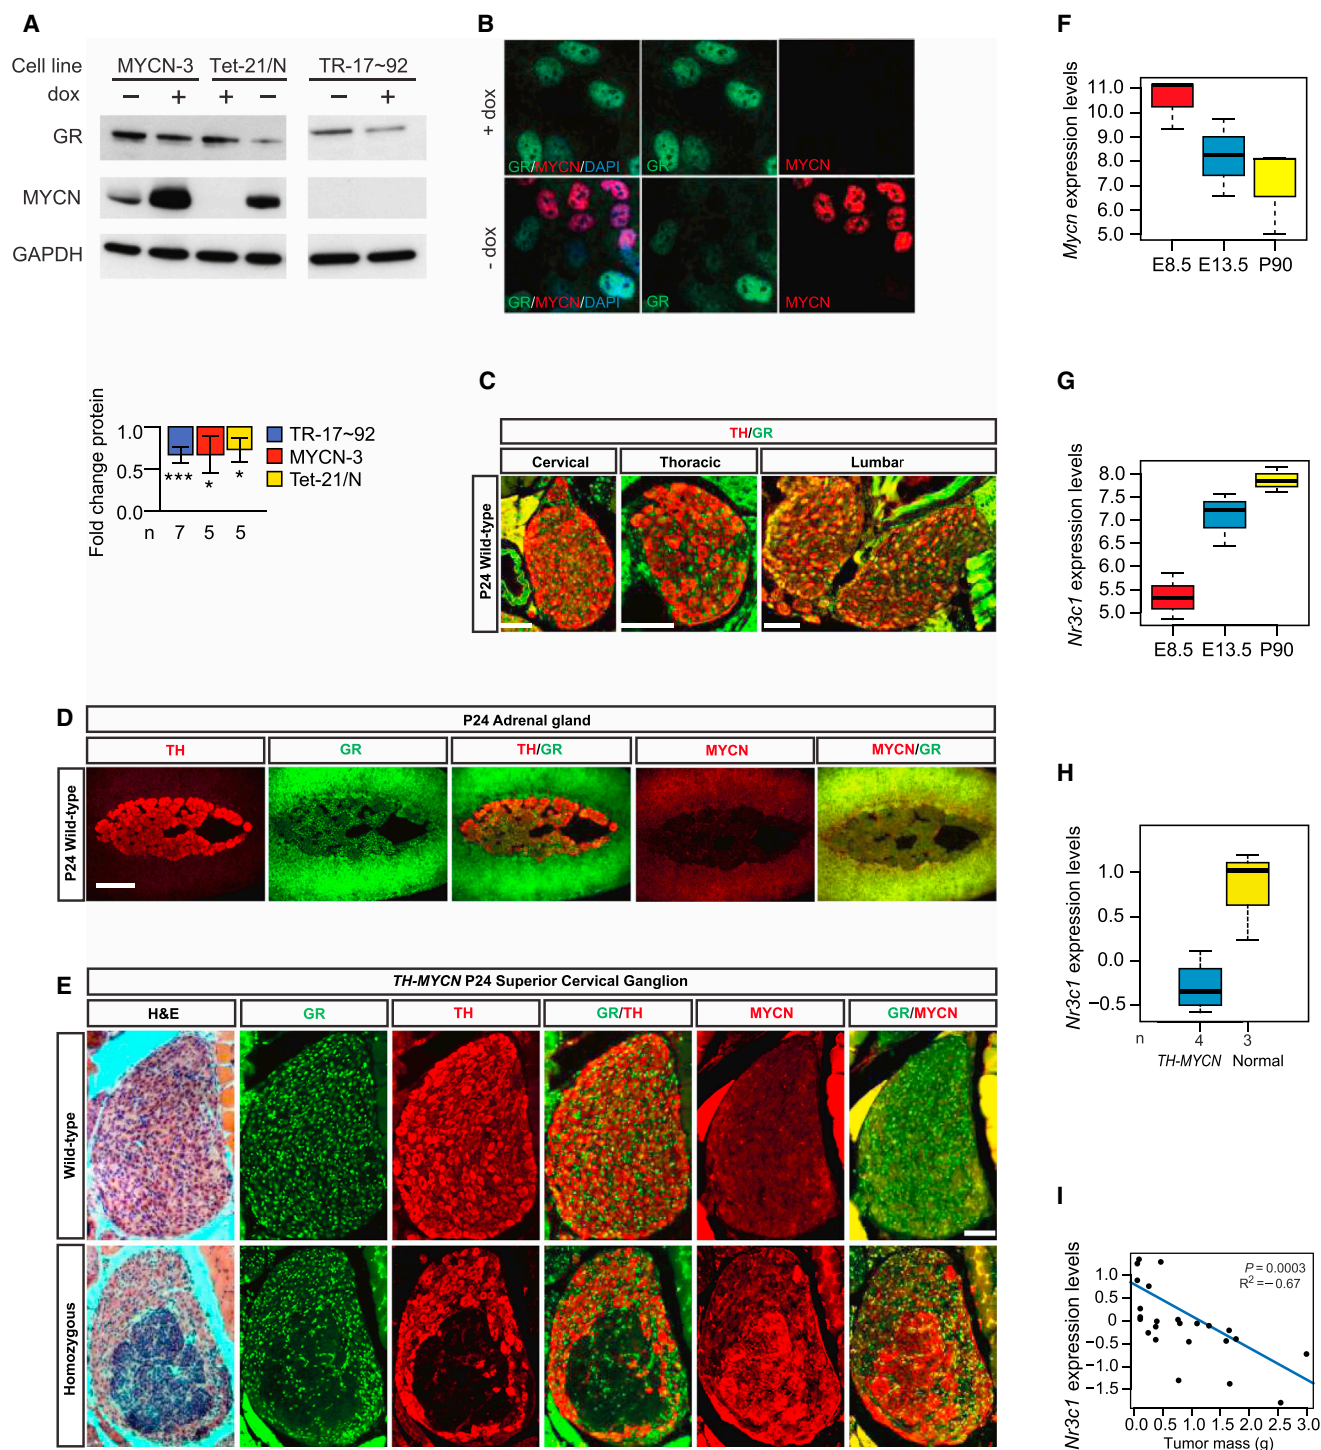 A
Cell line MYCN-3 Tet-21/N TR-17~92
dox − + + − − +
GR
MYCN
GAPDH
Fold change protein
1.0
0.5
0.0
*** * *
n 7 5 5
TR-17~92
MYCN-3
Tet-21/N
B
+ dox
GR/MYCN/DAPI GR MYCN
- dox
GR/MYCN/DAPI GR MYCN
C
TH/GR
Cervical Thoracic Lumbar
P24 Wild-type
D
P24 Adrenal gland
TH GR TH/GR MYCN MYCN/GR
P24 Wild-type
E
TH-MYCN P24 Superior Cervical Ganglion
H&E GR TH GR/TH MYCN GR/MYCN
Wild-type
Homozygous
F
Mycn expression levels
11.0
10.0
9.0
8.0
7.0
6.0
5.0
E8.5 E13.5 P90
G
Nr3c1 expression levels
8.0
7.5
7.0
6.5
6.0
5.5
5.0
E8.5 E13.5 P90
H
Nr3c1 expression levels
1.0
0.5
0.0
−0.5
n 4 3
TH-MYCN Normal
I
Nr3c1 expression levels
P = 0.0003
R2 = −0.67
1.0
0.5
0
−0.5
−1.0
−1.5
0.0 0.5 1.0 1.5 2.0 2.5 3.0
Tumor mass (g)